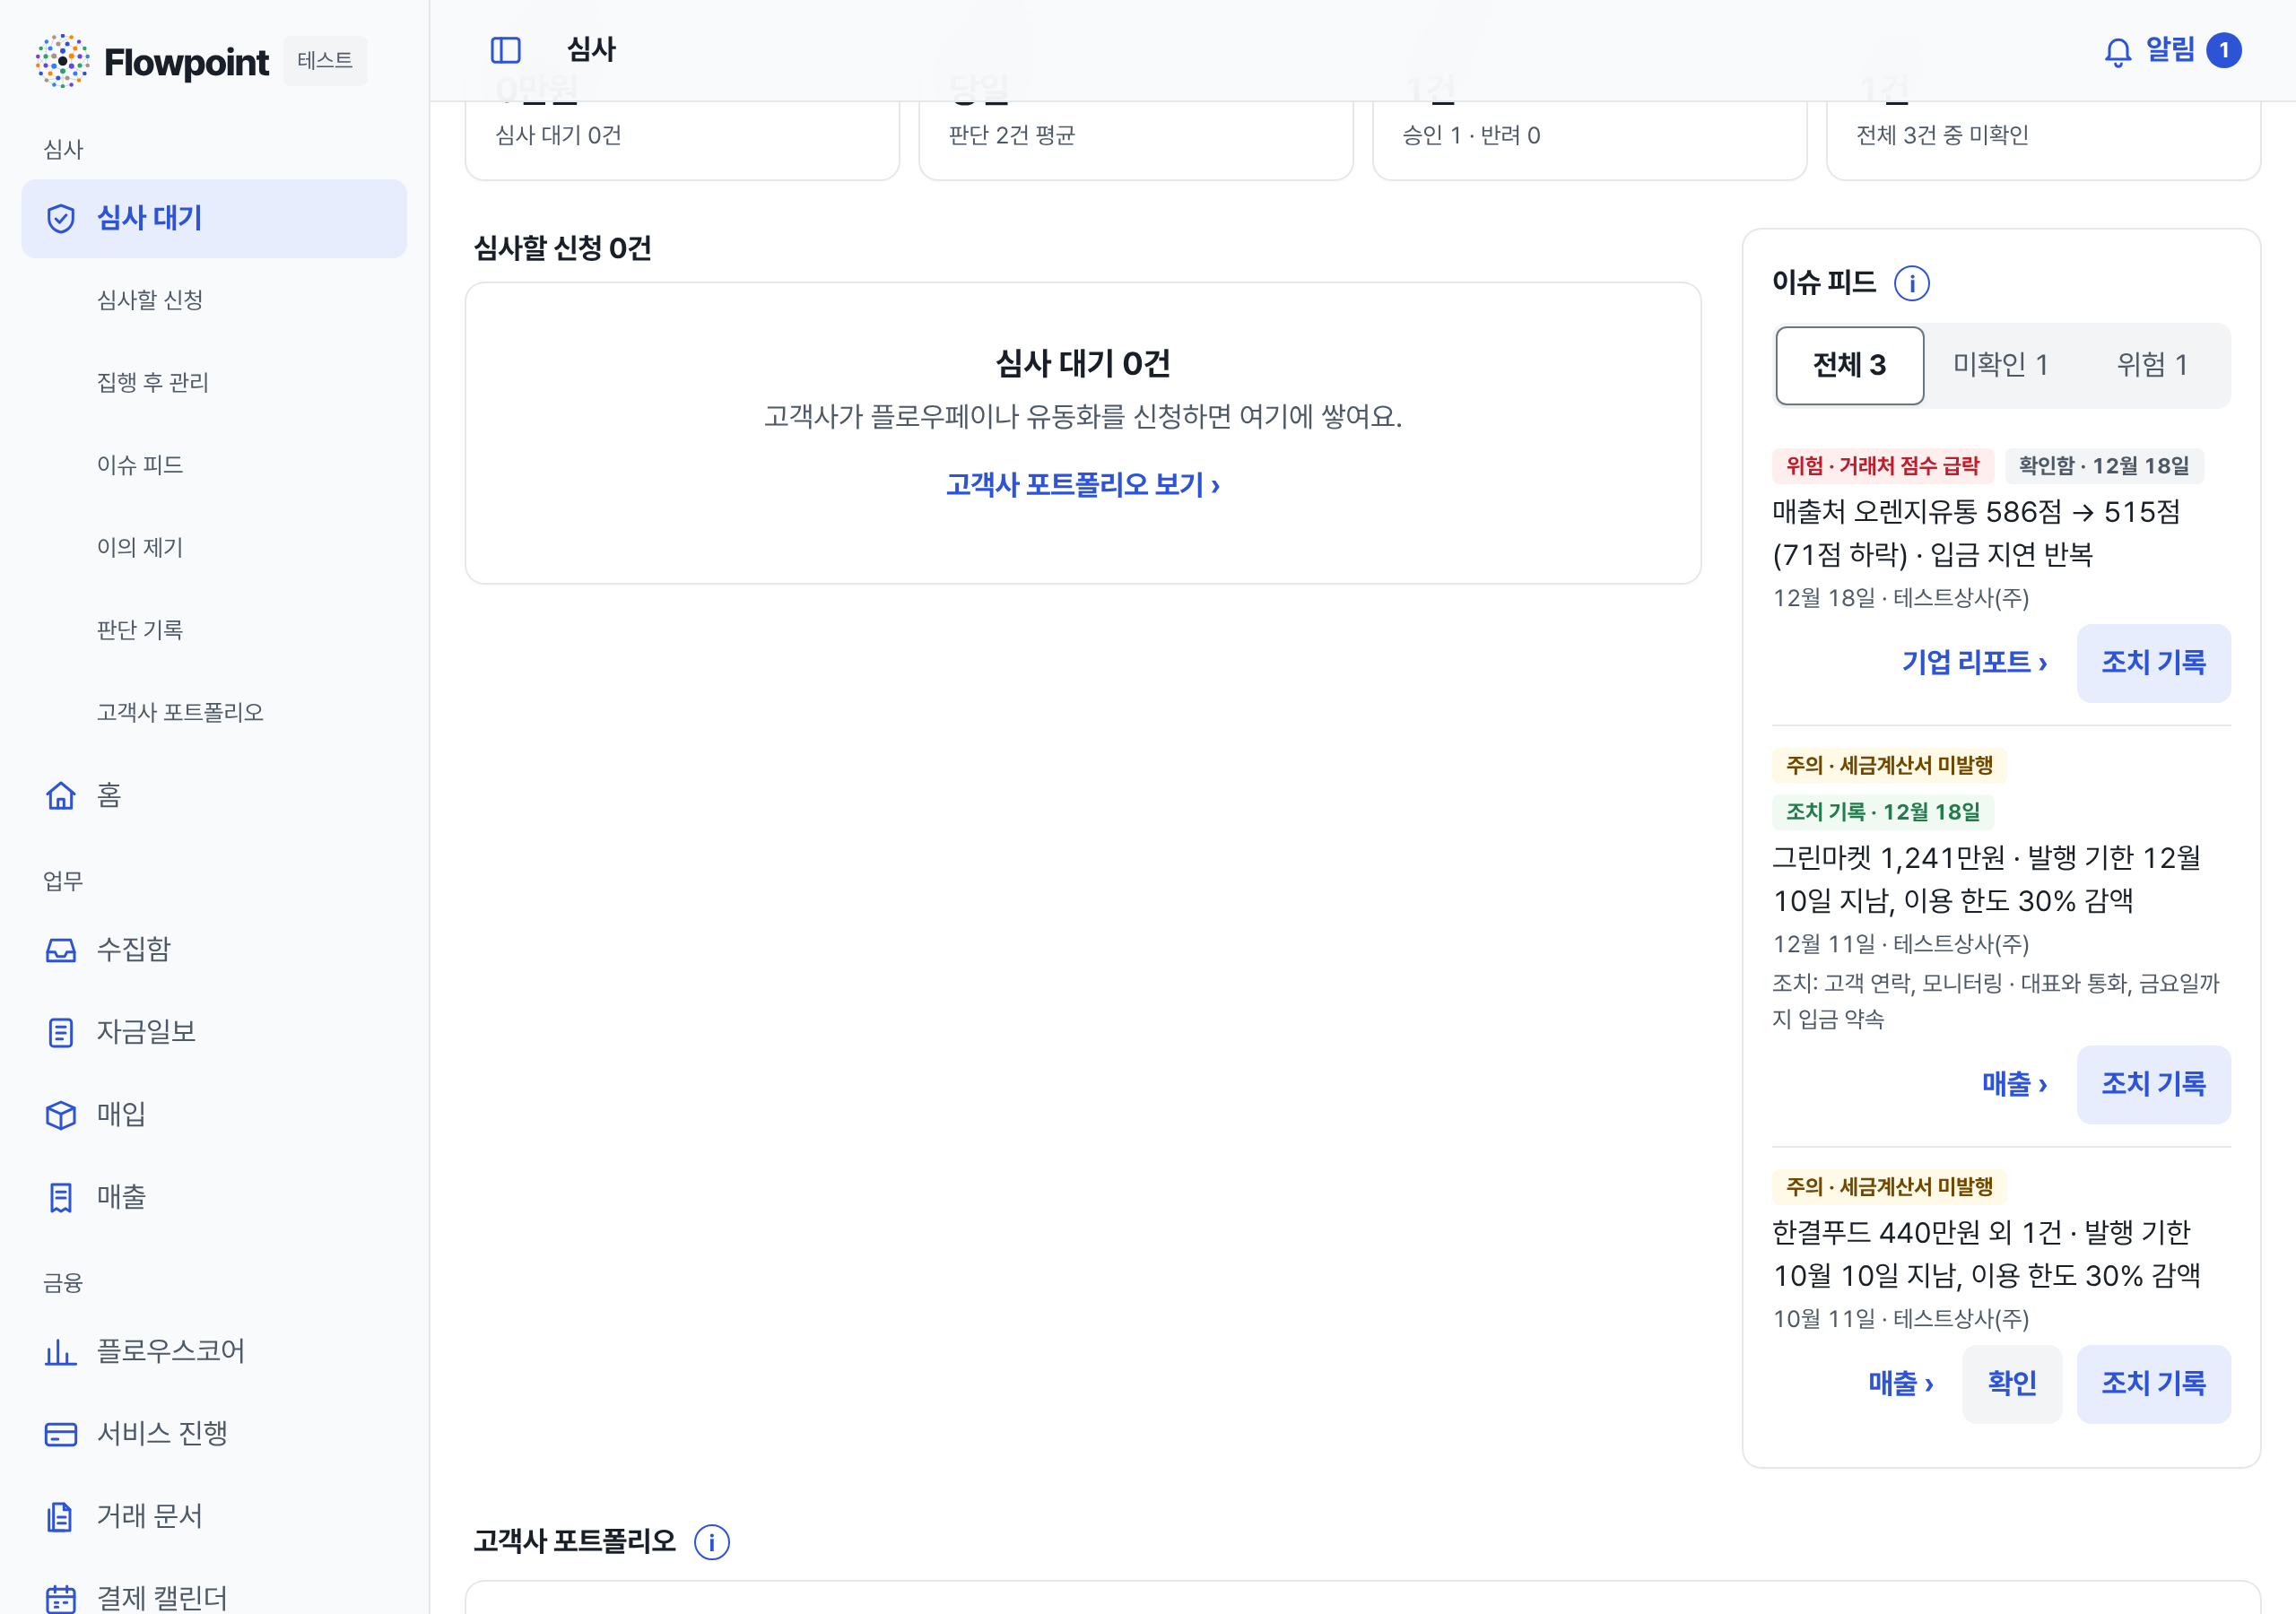 Flowpoint
테스트
심사
심사 대기
심사할 신청
집행 후 관리
이슈 피드
이의 제기
판단 기록
고객사 포트폴리오
홈
업무
수집함
자금일보
매입
매출
금융
플로우스코어
서비스 진행
거래 문서
결제 캘린더
심사
알림 1
0만원
심사 대기 0건
당일
판단 2건 평균
1건
승인 1 · 반려 0
1건
전체 3건 중 미확인
심사할 신청 0건
심사 대기 0건
고객사가 플로우페이나 유동화를 신청하면 여기에 쌓여요.
고객사 포트폴리오 보기 ›
이슈 피드
전체 3
미확인 1
위험 1
위험 · 거래처 점수 급락
확인함 · 12월 18일
매출처 오렌지유통 586점 → 515점
(71점 하락) · 입금 지연 반복
12월 18일 · 테스트상사(주)
기업 리포트 ›
조치 기록
주의 · 세금계산서 미발행
조치 기록 · 12월 18일
그린마켓 1,241만원 · 발행 기한 12월
10일 지남, 이용 한도 30% 감액
12월 11일 · 테스트상사(주)
조치: 고객 연락, 모니터링 · 대표와 통화, 금요일까
지 입금 약속
매출 ›
조치 기록
주의 · 세금계산서 미발행
한결푸드 440만원 외 1건 · 발행 기한
10월 10일 지남, 이용 한도 30% 감액
10월 11일 · 테스트상사(주)
매출 ›
확인
조치 기록
고객사 포트폴리오